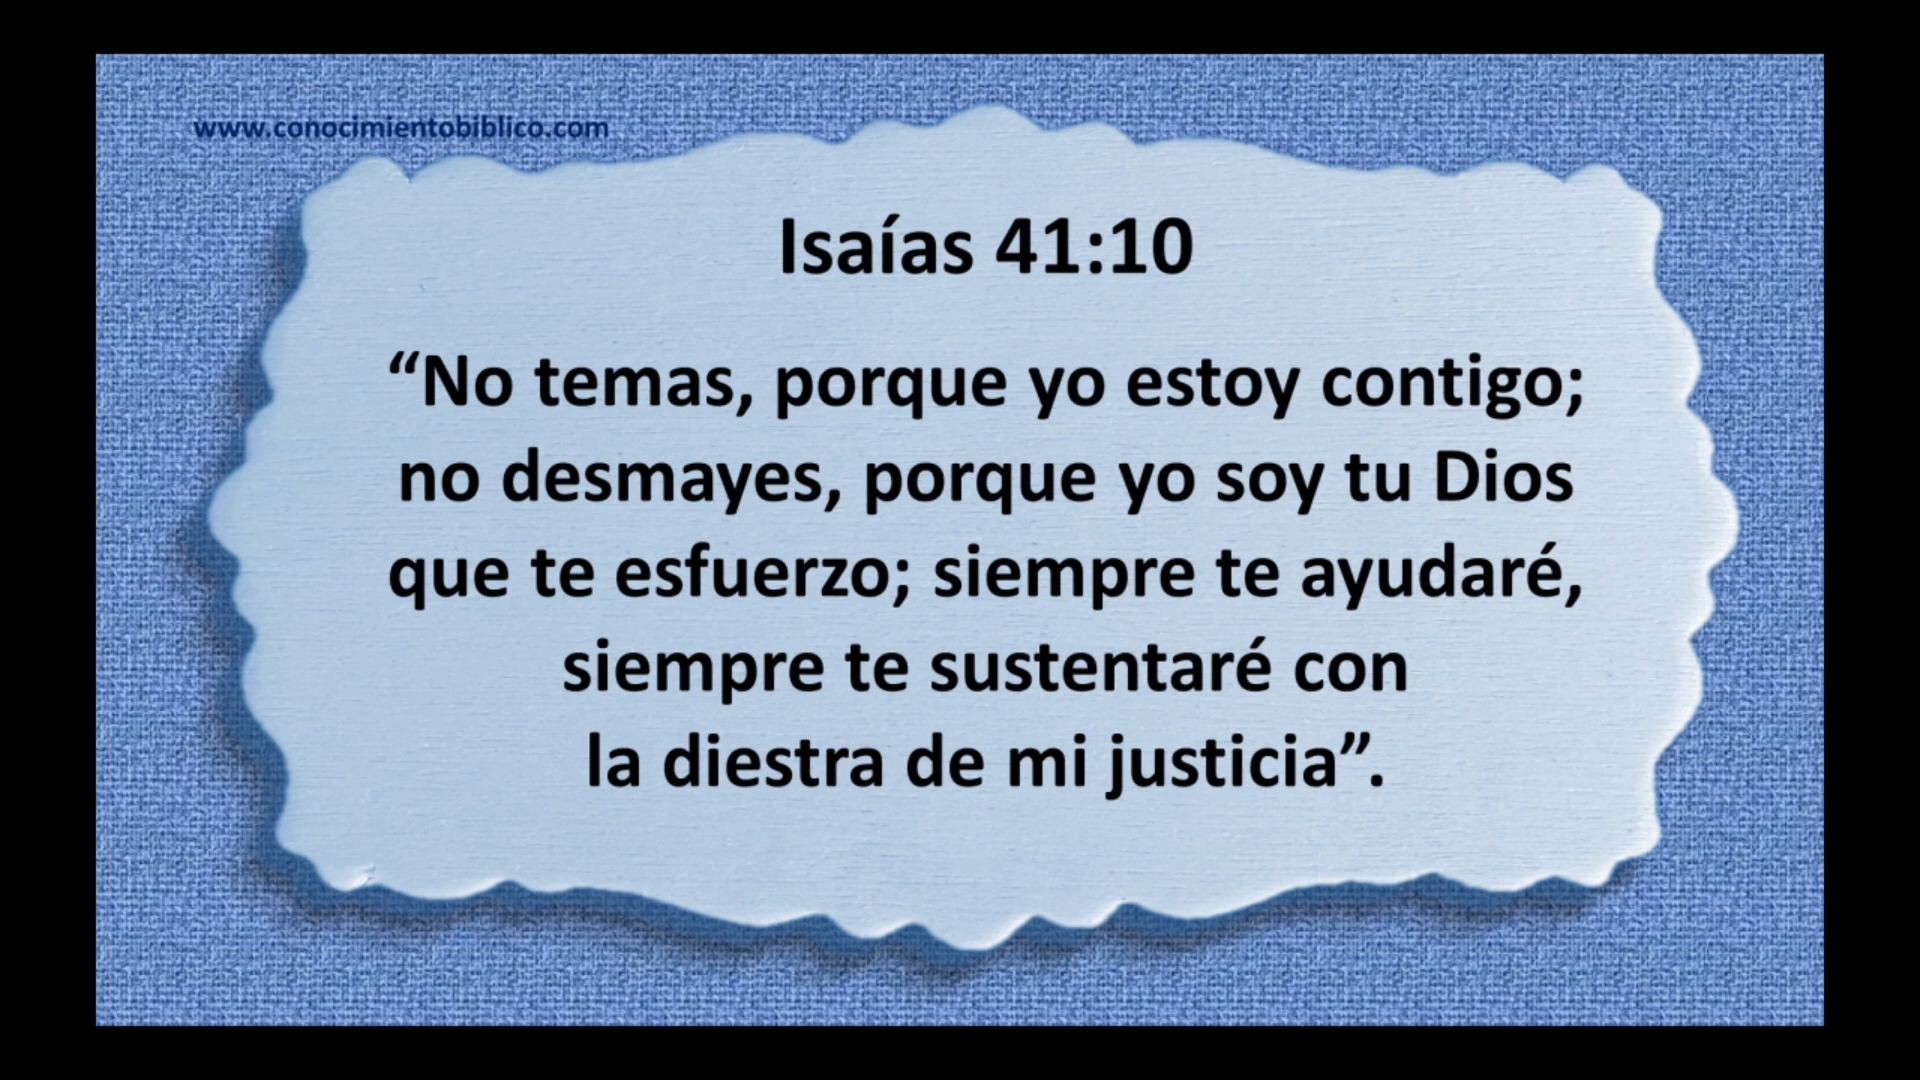 www.conocimientobiblico.com
Isaías 41:10
“No temas, porque yo estoy contigo;
no desmayes, porque yo soy tu Dios
que te esfuerzo; siempre te ayudaré,
siempre te sustentaré con
la diestra de mi justicia”.